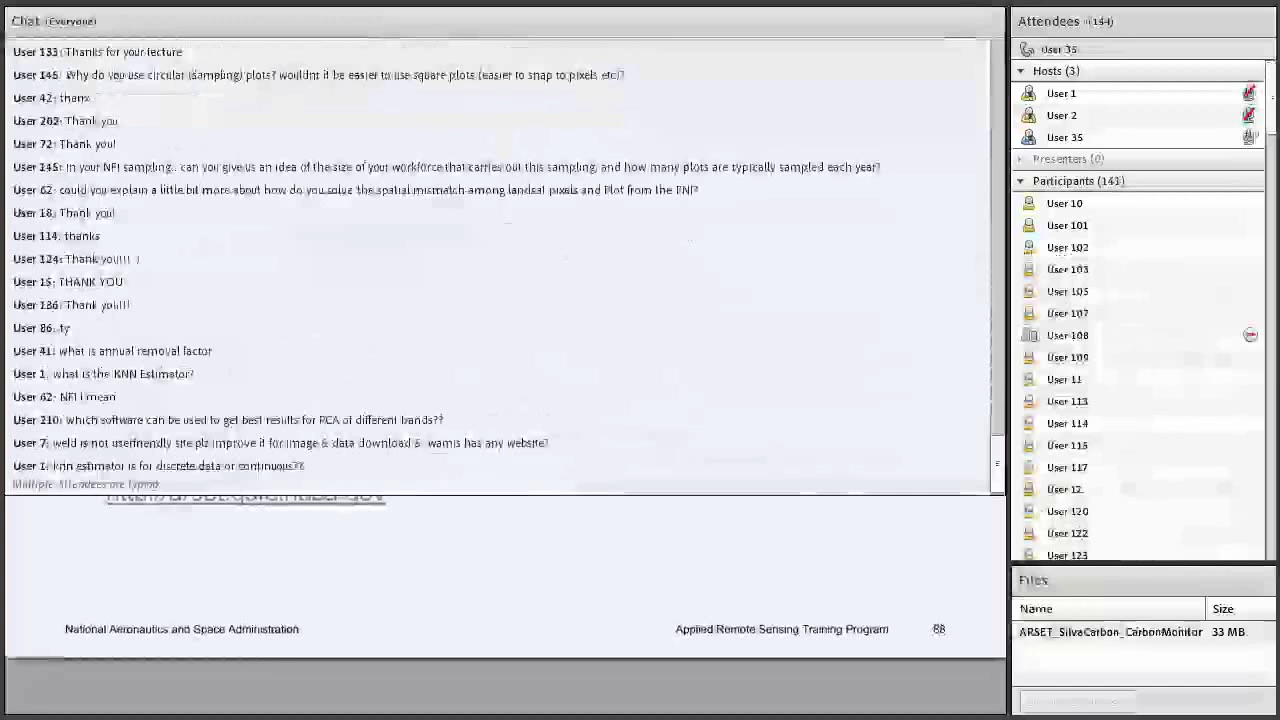 Chat (Everyone)
User 133: Thanks for your lecture
User 145: Why do you use circular (sampling) plots? wouldnt it be easier to use square plots (easier to snap to pixels etc)?
User 42: thanx
User 202: Thank you
User 72: Thank you!
User 145: in your NFI sampling.. can you give us an idea of the size of your workforce that carries out this sampling, and how many plots are typically sampled each year?
User 62: could you explain a little bit more about how do you solve the spatial mismatch among landsat pixels and Plot from the
User 18: Thank you!
User 114: thanks
User 124: Thank you!!!! :)
User 15: THANK YOU
User 136: Thank you!!!
User 86: ty
User 41: what is annual removal factor
User 1: what is the KNN Estimator?
User 62: NFI i mean
User 210: which software can be used to get best results for PCA of different bands??
User 7: weld is not userfriendly site plz improve it for image & data download & wamis has any website?
User 1: knn estimator is for discrete data or continuous??
Multiple Attendees are typing
National Aeronautics and Space Administration
Applied Remote Sensing Training Program
68
Attendees (144)
User 35
Hosts (3)
User 1
User 2
User 35
Presenters (0)
Participants (141)
User 10
User 101
User 102
User 103
User 105
User 107
User 108
User 109
User 11
User 113
User 114
User 115
User 117
User 12
User 120
User 122
User 123
Files
Name Size
ARSET_SilvaCarbon_CarbonMonitor 33 MB